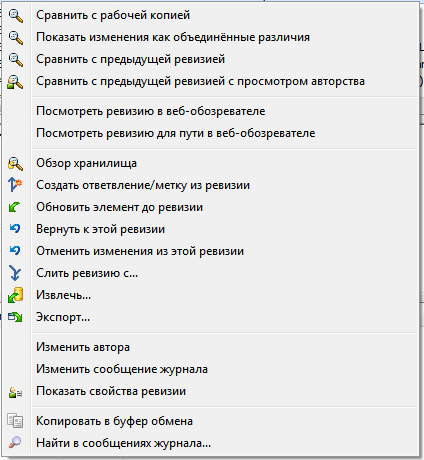 Сравнить с рабочей копией
Показать изменения как объединённые различия
Сравнить с предыдущей ревизией
Сравнить с предыдущей ревизией с просмотром авторства
Посмотреть ревизию в веб-обозревателе
Посмотреть ревизию для пути в веб-обозревателе
Обзор хранилища
Создать ответвление/метку из ревизии
Обновить элемент до ревизии
Вернуть к этой ревизии
Отменить изменения из этой ревизии
Слить ревизию с...
Извлечь...
Экспорт...
Изменить автора
Изменить сообщение журнала
Показать свойства ревизии
Копировать в буфер обмена
Найти в сообщениях журнала...